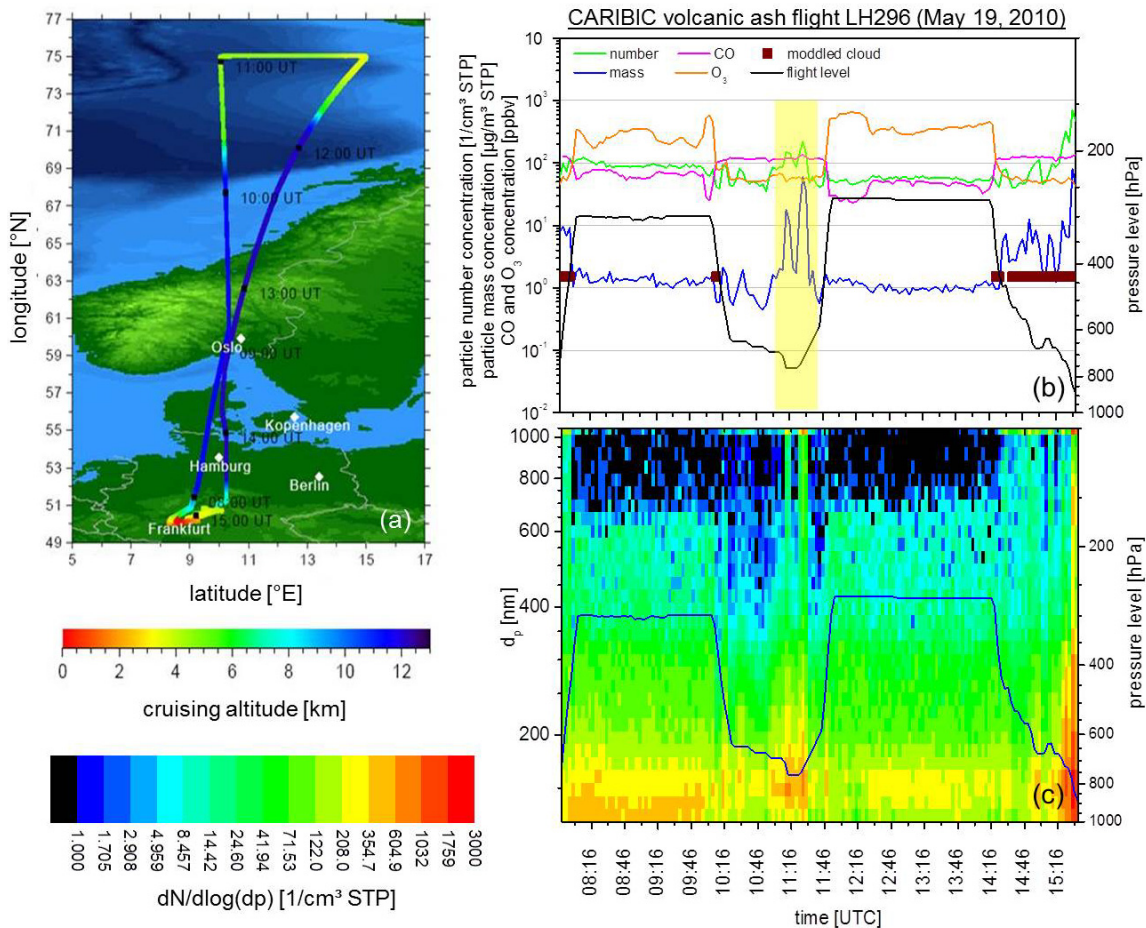 CARIBIC volcanic ash flight LH296 (May 19, 2010)
longitude [°N]
77
75
73
71
69
67
65
63
61
59
57
55
53
51
49
11:00 UT
12:00 UT
10:00 UT
13:00 UT
Oslo
09:00 UT
Kopenhagen
14:00 UT
Hamburg
Berlin
15:00 UT
Frankfurt
(a)
5 7 9 11 13 15 17
latitude [°E]
0 2 4 6 8 10 12
cruising altitude [km]
1.000
1.705
2.908
4.959
8.457
14.42
24.60
41.94
71.53
122.0
208.0
354.7
604.9
1032
1759
3000
dN/dlog(dp) [1/cm³ STP]
particle number concentration [1/cm³ STP]
particle mass concentration [µg/m³ STP]
CO and O₃ concentration [ppbv]
10
10³
10²
10¹
10⁰
10⁻¹
10⁻²
number CO moddled cloud
mass O₃ flight level
200
400
600
800
1000
pressure level [hPa]
(b)
dₚ [nm]
1000
800
600
400
200
200
400
600
800
1000
pressure level [hPa]
(c)
08:16
08:46
09:16
09:46
10:16
10:46
11:16
11:46
12:16
12:46
13:16
13:46
14:16
14:46
15:16
time [UTC]